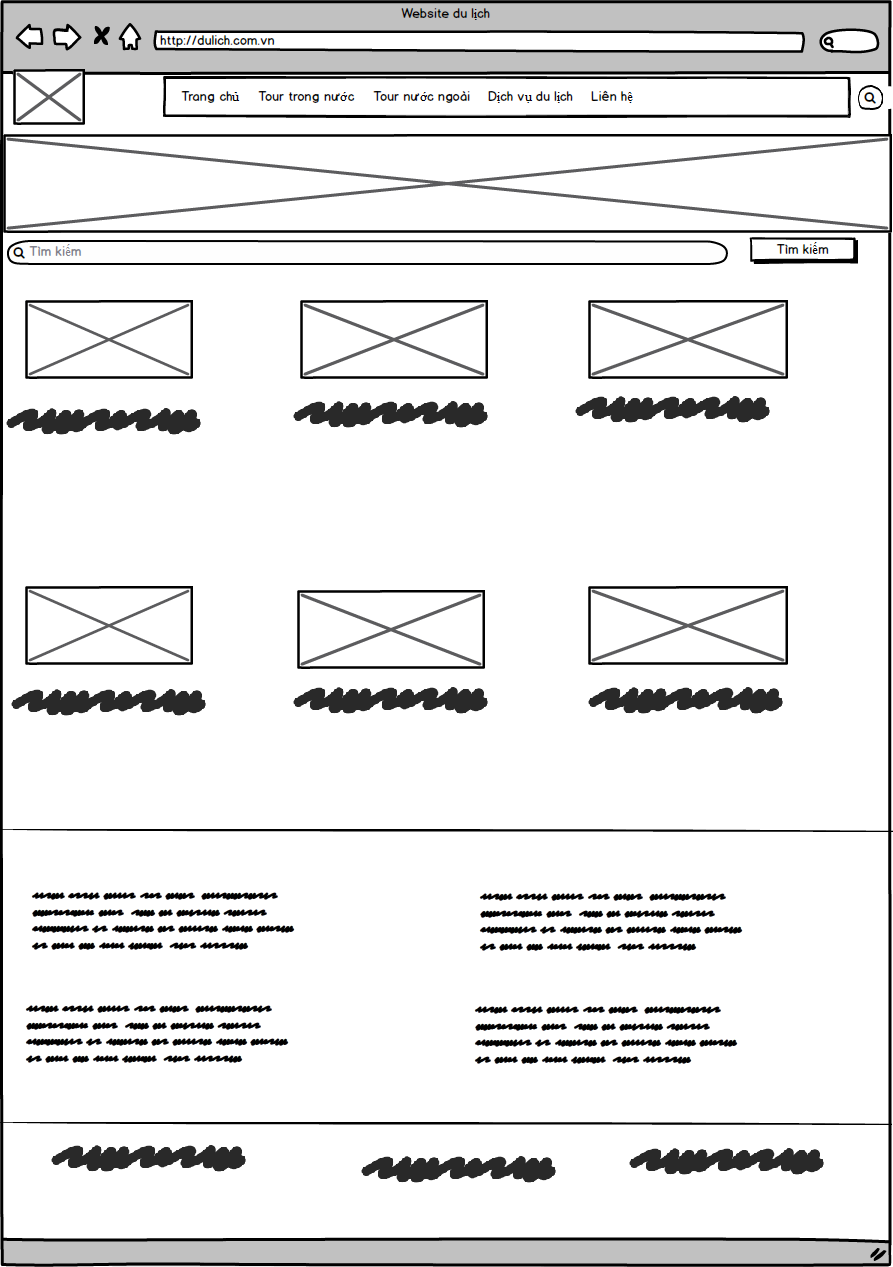 Website du lịch
http://dulich.com.vn
Trang chủ Tour trong nước Tour nước ngoài Dịch vụ du lịch Liên hệ
Tìm kiếm Tìm kiếm